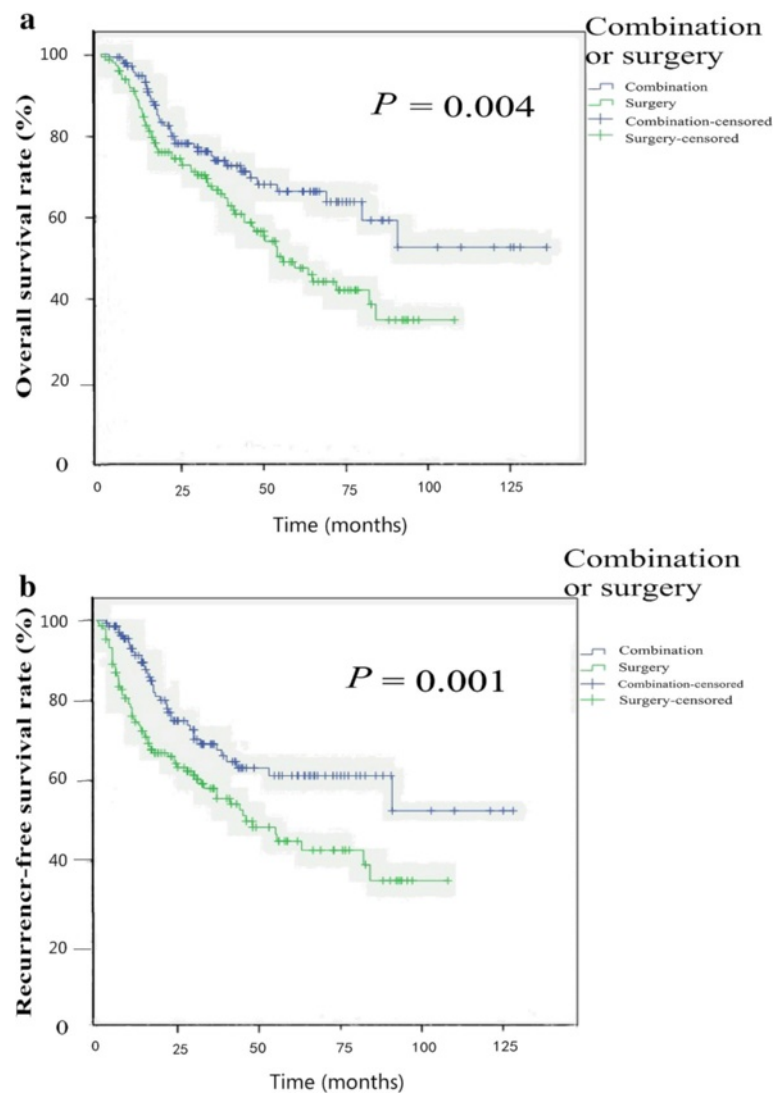 a
Combination
or surgery
Combination
Surgery
Combination-censored
Surgery-censored
P = 0.004
Overall survival rate (%)
100
80
60
40
20
0
0 25 50 75 100 125
Time (months)
b
Combination
or surgery
Combination
Surgery
Combination-censored
Surgery-censored
P = 0.001
Recurrencr-free survival rate (%)
100
80
60
40
20
0
0 25 50 75 100 125
Time (months)